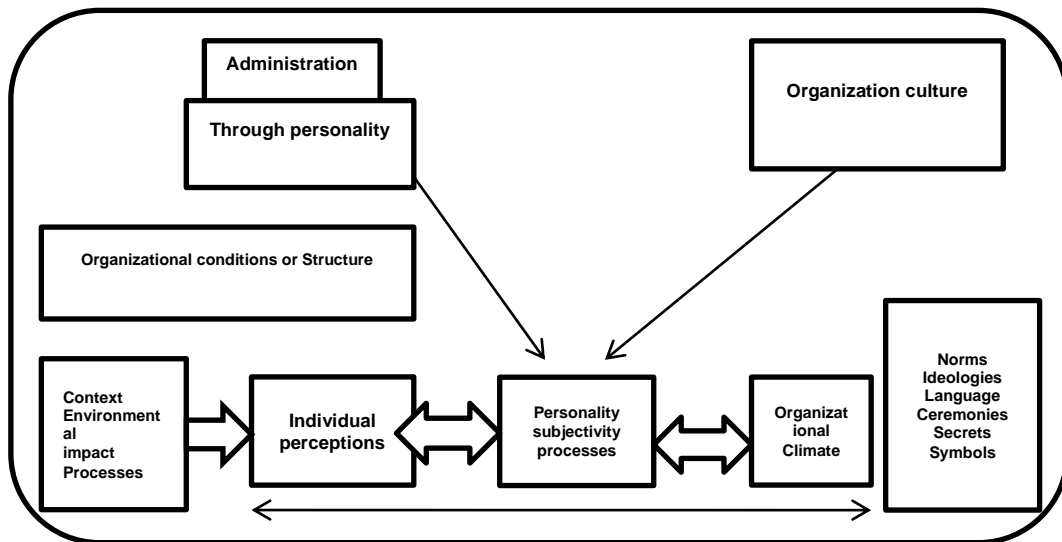 Administration
Through personality
Organization culture
Organizational conditions or Structure
Context
Environment
al
impact
Processes
Individual
perceptions
Personality
subjectivity
processes
Organizat
ional
Climate
Norms
Ideologies
Language
Ceremonies
Secrets
Symbols